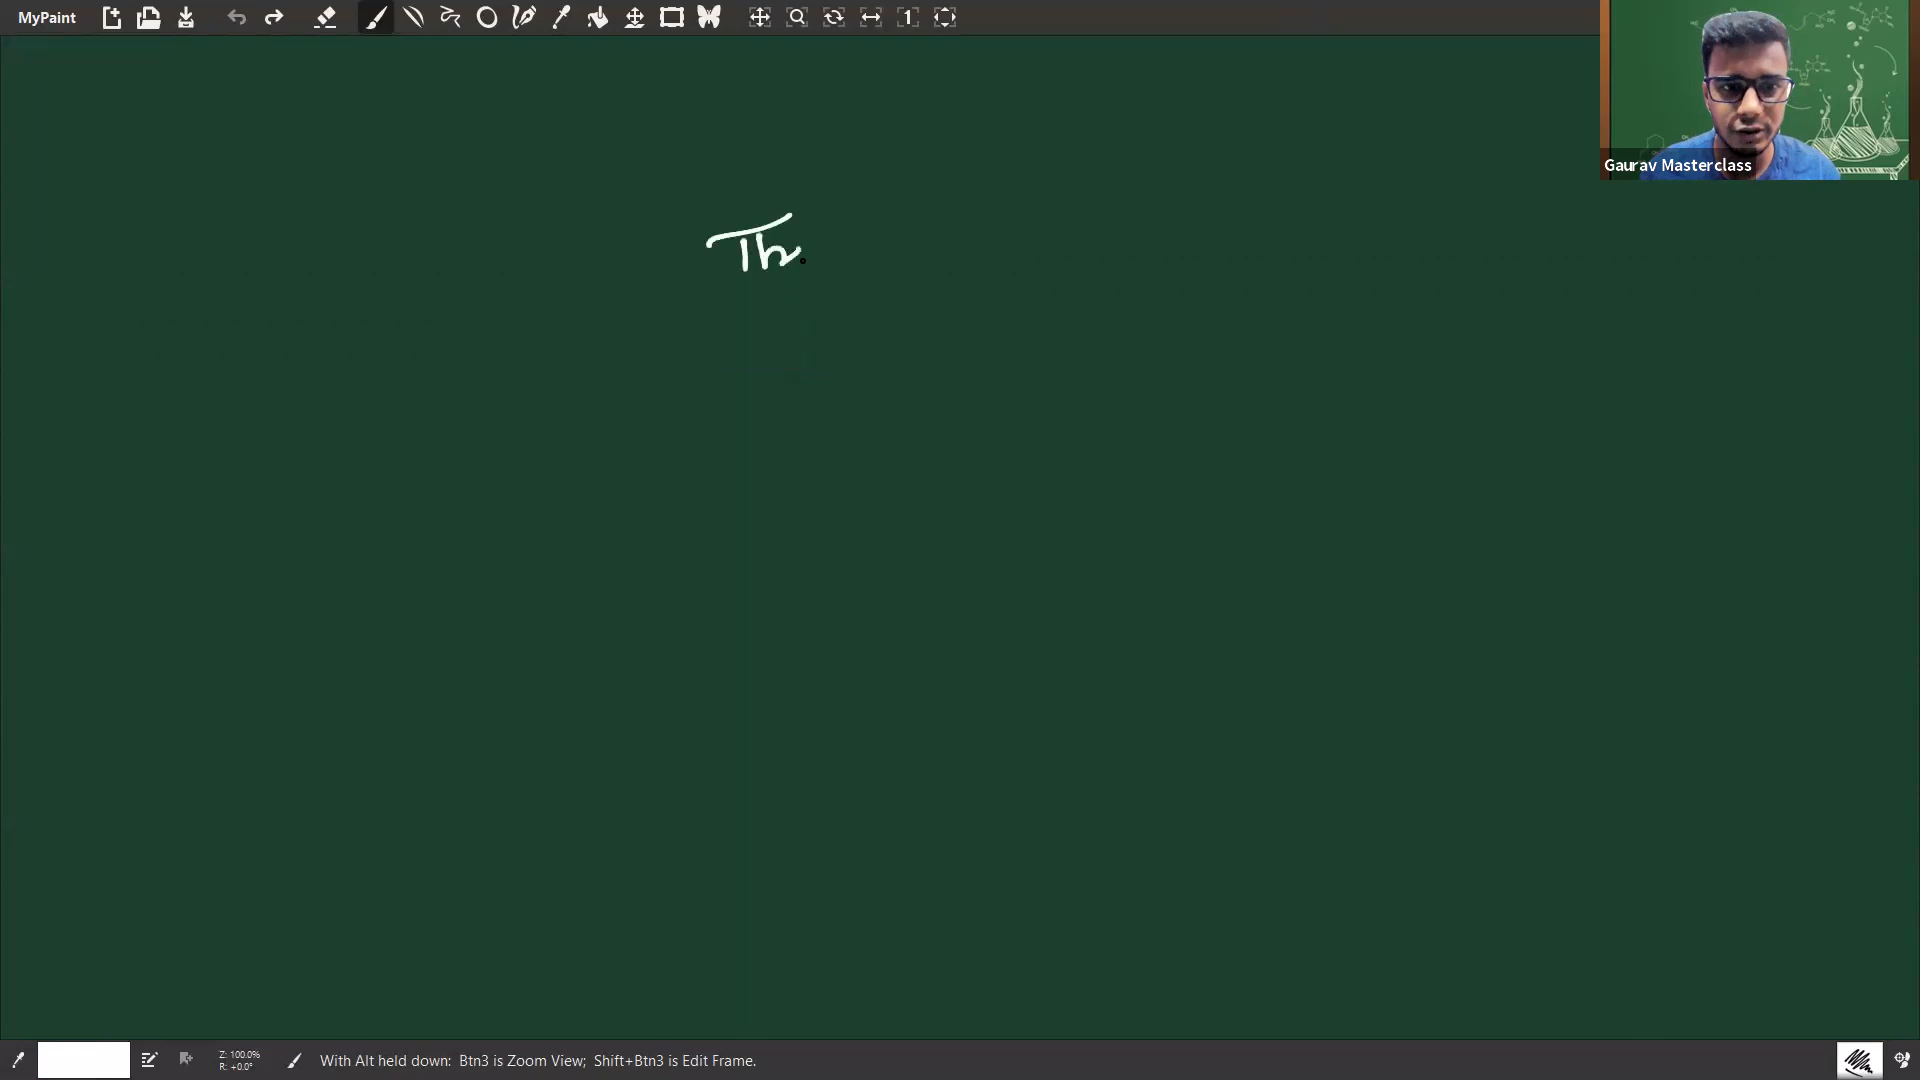 MyPaint
Gaurav Masterclass
Th
Z: 100.0%
R: +0.0°
With Alt held down: Btn3 is Zoom View; Shift+Btn3 is Edit Frame.